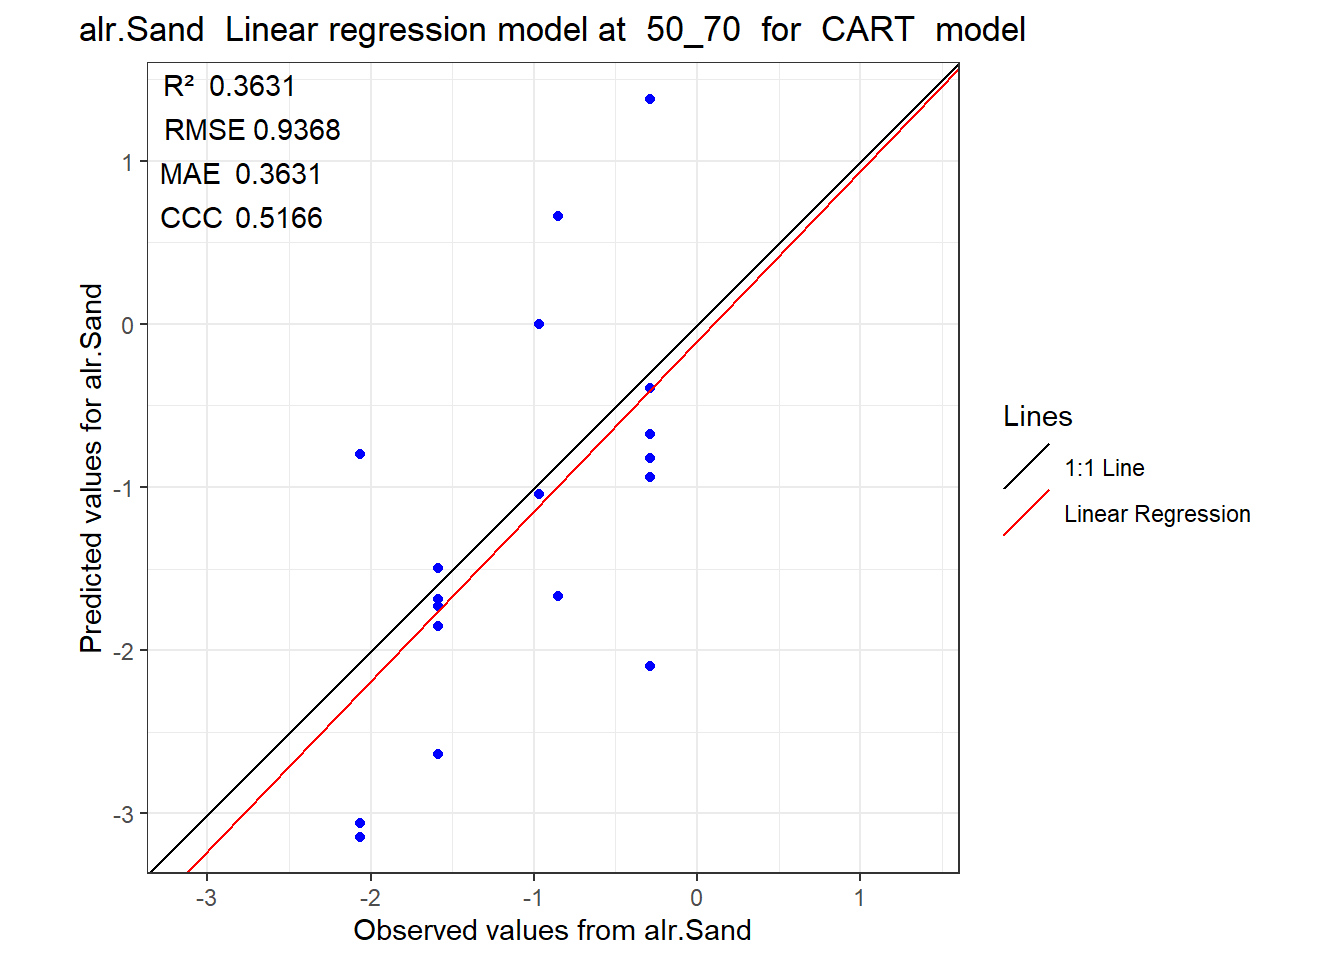 alr.Sand  Linear regression model at  50_70  for  CART  model
R²  0.3631
RMSE 0.9368
MAE  0.3631
CCC  0.5166
Predicted values for alr.Sand
1
0
-1
-2
-3
-3
-2
-1
0
1
Observed values from alr.Sand
Lines
1:1 Line
Linear Regression